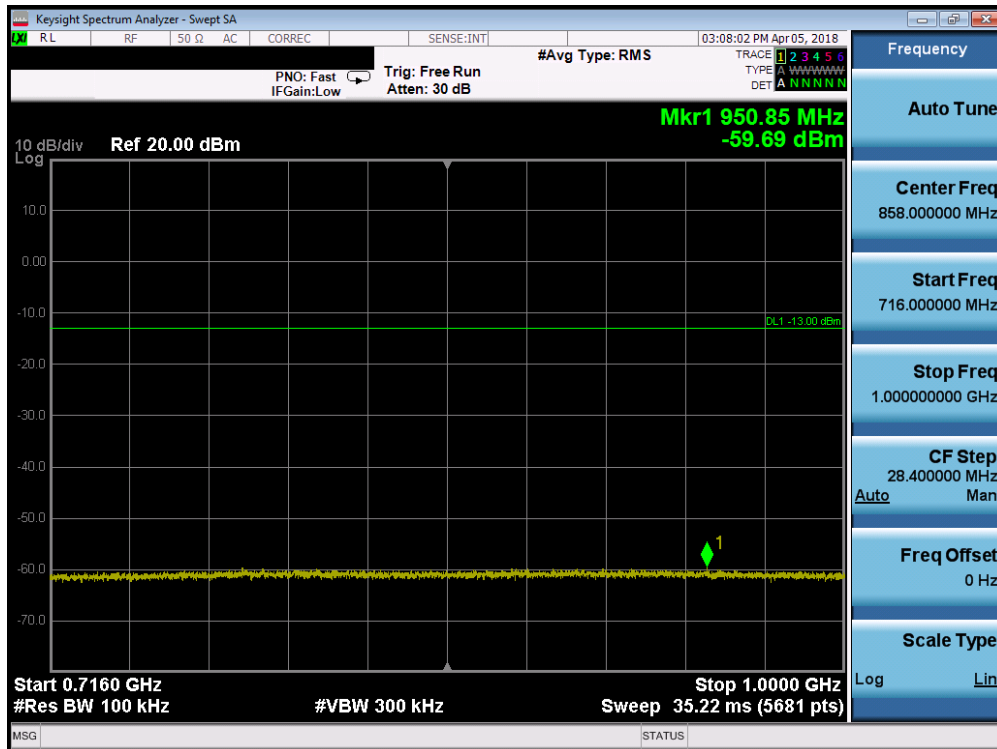 Keysight Spectrum Analyzer - Swept SA
LXI RL RF 50 Ω AC CORREC SENSE:INT 03:08:02 PM Apr 05, 2018
#Avg Type: RMS
TRACE 1 2 3 4 5 6
TYPE A WWWWW
DET A N N N N N
PNO: Fast
IFGain:Low
Trig: Free Run
Atten: 30 dB
Mkr1 950.85 MHz
-59.69 dBm
10 dB/div
Log
Ref 20.00 dBm
10.0
0.00
-10.0
DL1 -13.00 dBm
-20.0
-30.0
-40.0
-50.0
1
-60.0
-70.0
Start 0.7160 GHz
Stop 1.0000 GHz
#Res BW 100 kHz
#VBW 300 kHz
Sweep 35.22 ms (5681 pts)
MSG
STATUS
Frequency
Auto Tune
Center Freq
858.000000 MHz
Start Freq
716.000000 MHz
Stop Freq
1.000000000 GHz
CF Step
28.400000 MHz
Auto Man
Freq Offset
0 Hz
Scale Type
Log Lin